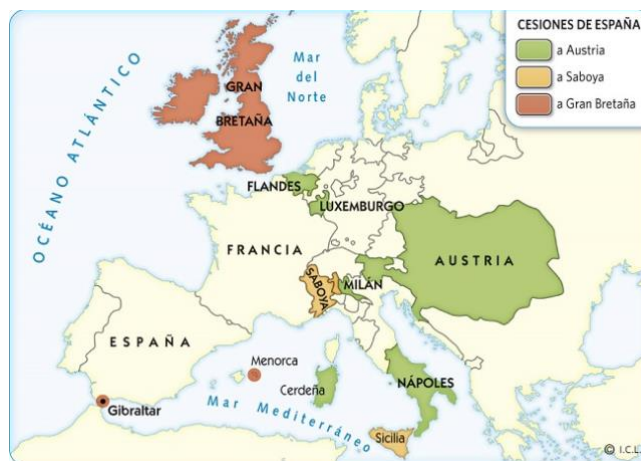 CESIONES DE ESPAÑA
a Austria
a Saboya
a Gran Bretaña
OCÉANO ATLÁNTICO
Mar
del
Norte
GRAN
BRETAÑA
FLANDES
LUXEMBURGO
FRANCIA
AUSTRIA
SABOYA
MILÁN
ESPAÑA
Menorca
Cerdeña
NÁPOLES
Gibraltar
Mar Mediterráneo
Sicilia
© I.C.L.